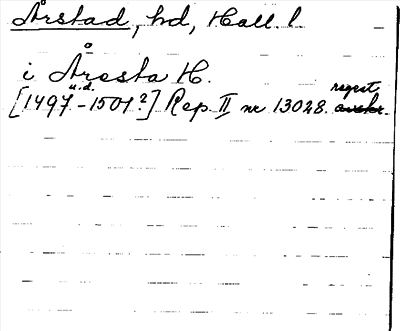 Årstad, hd, Hall. l.
i Åresta H.
u.d. regest
[1497-1501?] Rep. II nr 13028.